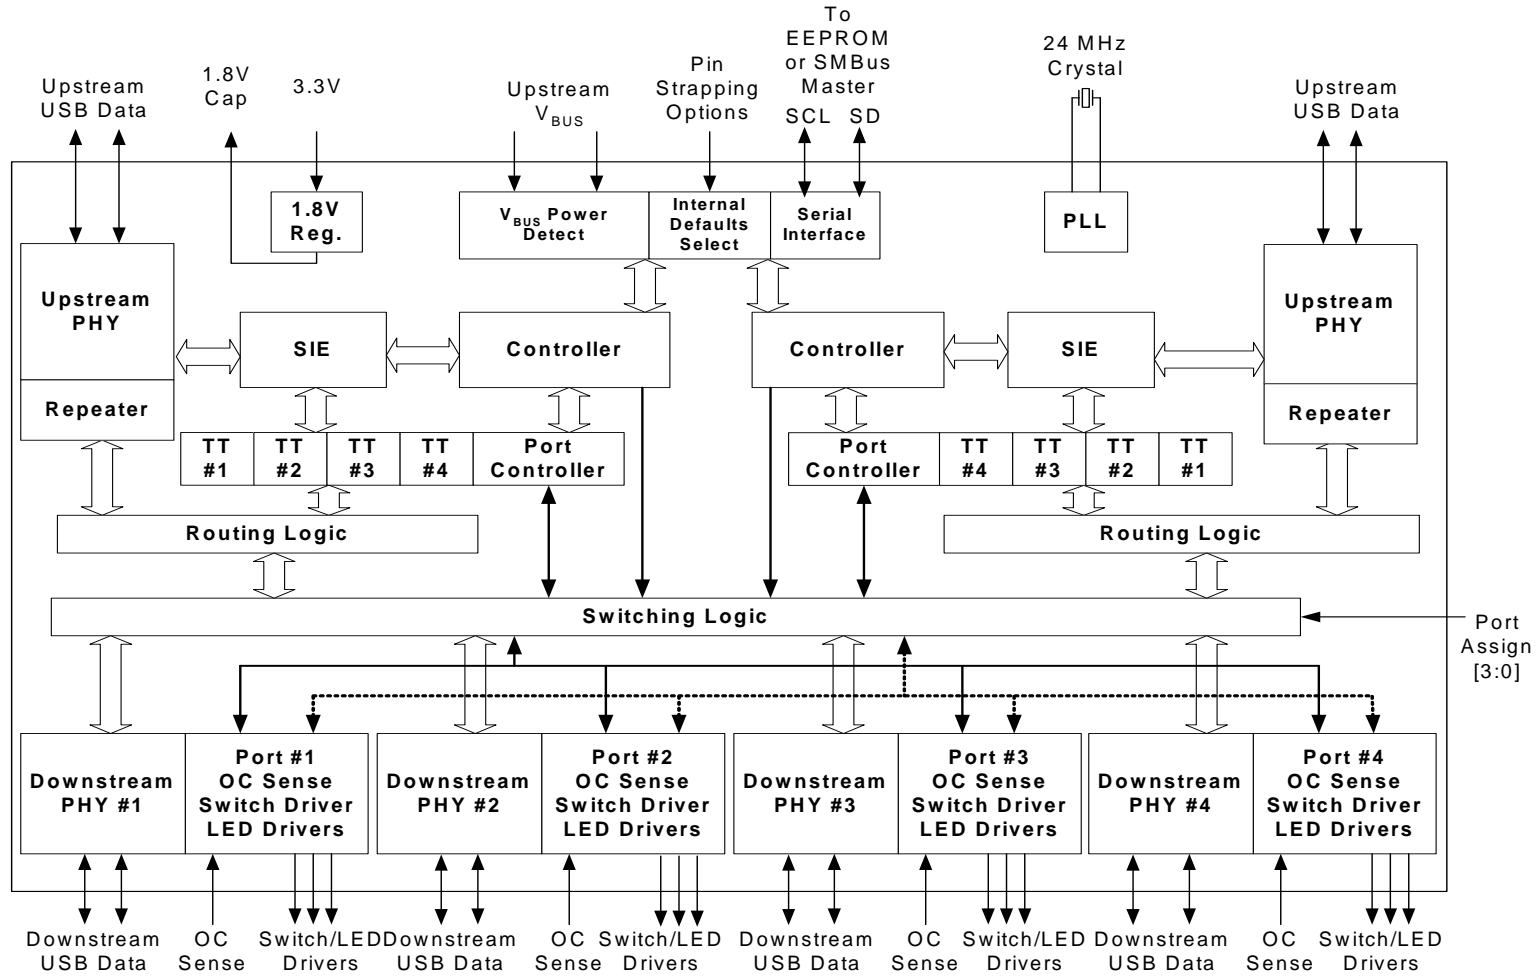 To
EEPROM
or SMBus
Master
SCL SD
24 MHz
Crystal
Pin
Strapping
Options
Upstream
V_BUS
1.8V
Cap
3.3V
Upstream
USB Data
Upstream
USB Data
1.8V
Reg.
V_BUS Power
Detect
Internal
Defaults
Select
Serial
Interface
PLL
Upstream
PHY
SIE
Controller
Controller
SIE
Upstream
PHY
Repeater
Repeater
TT
#1
TT
#2
TT
#3
TT
#4
Port
Controller
Port
Controller
TT
#4
TT
#3
TT
#2
TT
#1
Routing Logic
Routing Logic
Switching Logic
Port
Assign
[3:0]
Downstream
PHY #1
Port #1
OC Sense
Switch Driver
LED Drivers
Downstream
PHY #2
Port #2
OC Sense
Switch Driver
LED Drivers
Downstream
PHY #3
Port #3
OC Sense
Switch Driver
LED Drivers
Downstream
PHY #4
Port #4
OC Sense
Switch Driver
LED Drivers
Downstream
USB Data
OC
Sense
Switch/LED
Drivers
Downstream
USB Data
OC
Sense
Switch/LED
Drivers
Downstream
USB Data
OC
Sense
Switch/LED
Drivers
Downstream
USB Data
OC
Sense
Switch/LED
Drivers